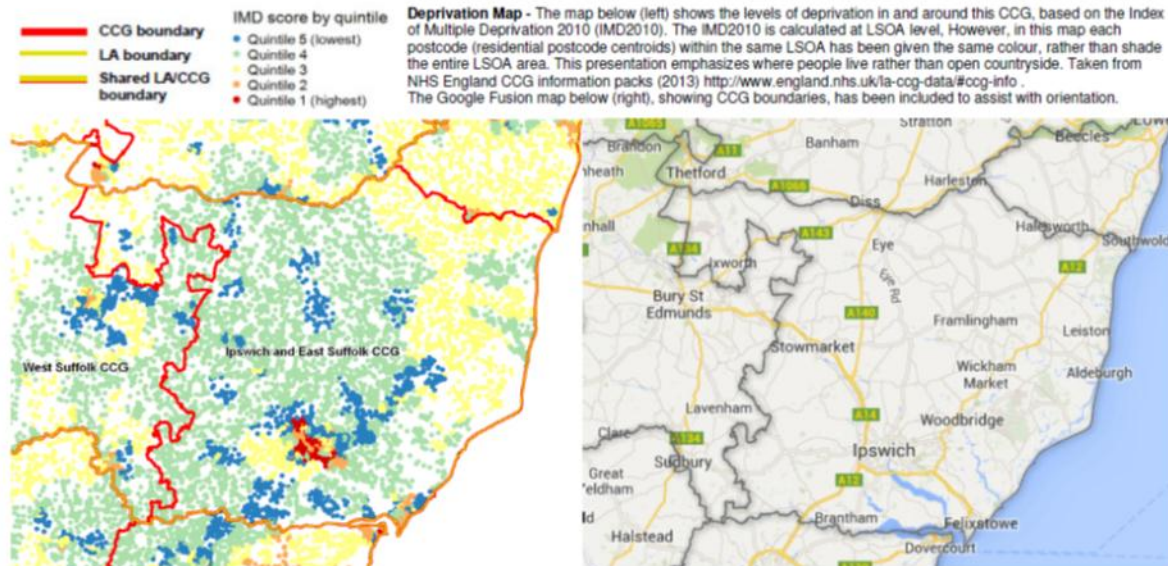 CCG boundary
LA boundary
Shared LA/CCG
boundary
IMD score by quintile
Quintile 5 (lowest)
Quintile 4
Quintile 3
Quintile 2
Quintile 1 (highest)
Deprivation Map - The map below (left) shows the levels of deprivation in and around this CCG, based on the Index
of Multiple Deprivation 2010 (IMD2010). The IMD2010 is calculated at LSOA level, However, in this map each
postcode (residential postcode centroids) within the same LSOA has been given the same colour, rather than shade
the entire LSOA area. This presentation emphasizes where people live rather than open countryside. Taken from
NHS England CCG information packs (2013) http://www.england.nhs.uk/la-ccg-data/#ccg-info .
The Google Fusion map below (right), showing CCG boundaries, has been included to assist with orientation.
West Suffolk CCG
Ipswich and East Suffolk CCG
A1065
Stratton
Lowe
Brandon
A11
Banham
Beccles
heath
Thetford
Harleston
A1066
Diss
nhall
Halesworth
A143
Southwold
A134
Eye
Ixworth
A12
Eye Rd
Bury St
Edmunds
A140
Framlingham
Leiston
Stowmarket
Wickham
Market
Aldeburgh
Lavenham
A14
Woodbridge
Clare
A134
Ipswich
Sudbury
Great
Yeldham
A12
ld
Brantham
Felixstowe
Halstead
Dovercourt